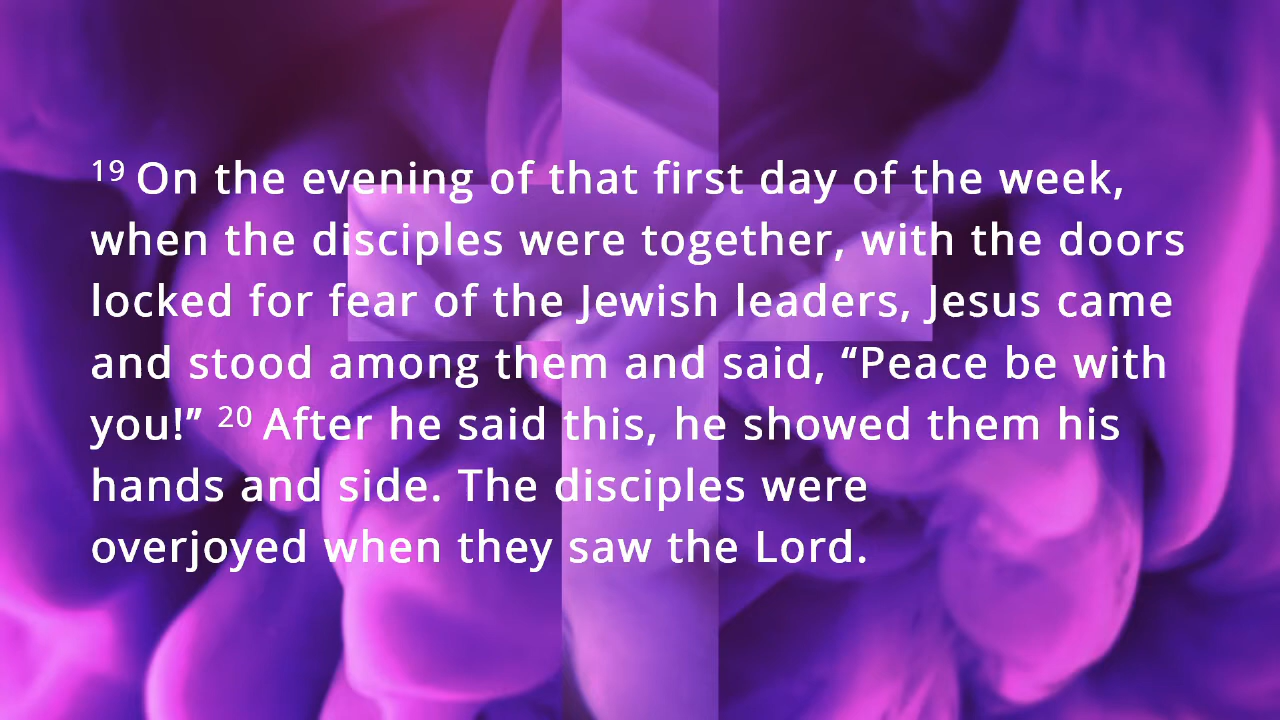 19 On the evening of that first day of the week,
when the disciples were together, with the doors
locked for fear of the Jewish leaders, Jesus came
and stood among them and said, “Peace be with
you!” 20 After he said this, he showed them his
hands and side. The disciples were
overjoyed when they saw the Lord.